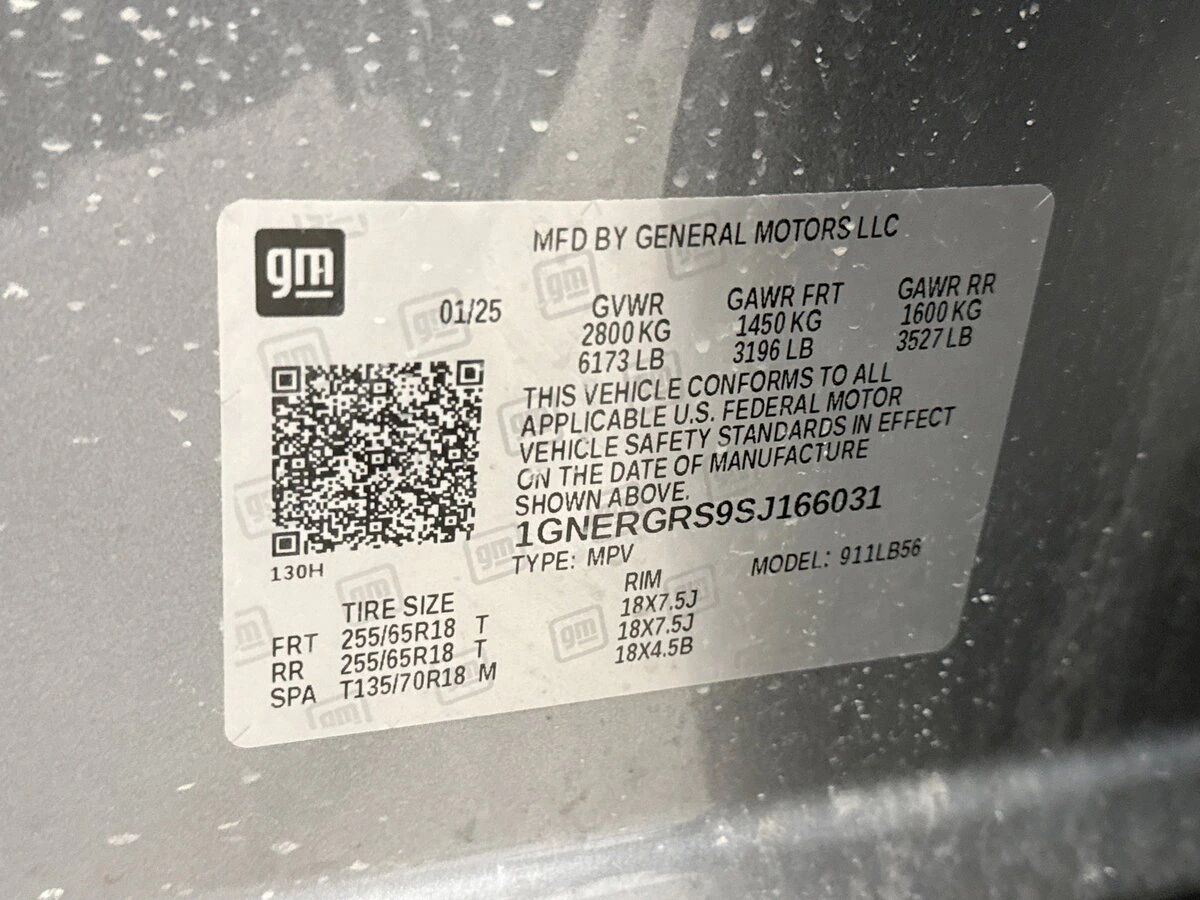 gm
MFD BY GENERAL MOTORS LLC
01/25
GVWR GAWR FRT GAWR RR
2800 KG 1450 KG 1600 KG
6173 LB 3196 LB 3527 LB
THIS VEHICLE CONFORMS TO ALL
APPLICABLE U.S. FEDERAL MOTOR
VEHICLE SAFETY STANDARDS IN EFFECT
ON THE DATE OF MANUFACTURE
SHOWN ABOVE.
1GNERGRS9SJ166031
TYPE: MPV MODEL: 911LB56
130H
TIRE SIZE RIM
FRT 255/65R18 T 18X7.5J
RR 255/65R18 T 18X7.5J
SPA T135/70R18 M 18X4.5B